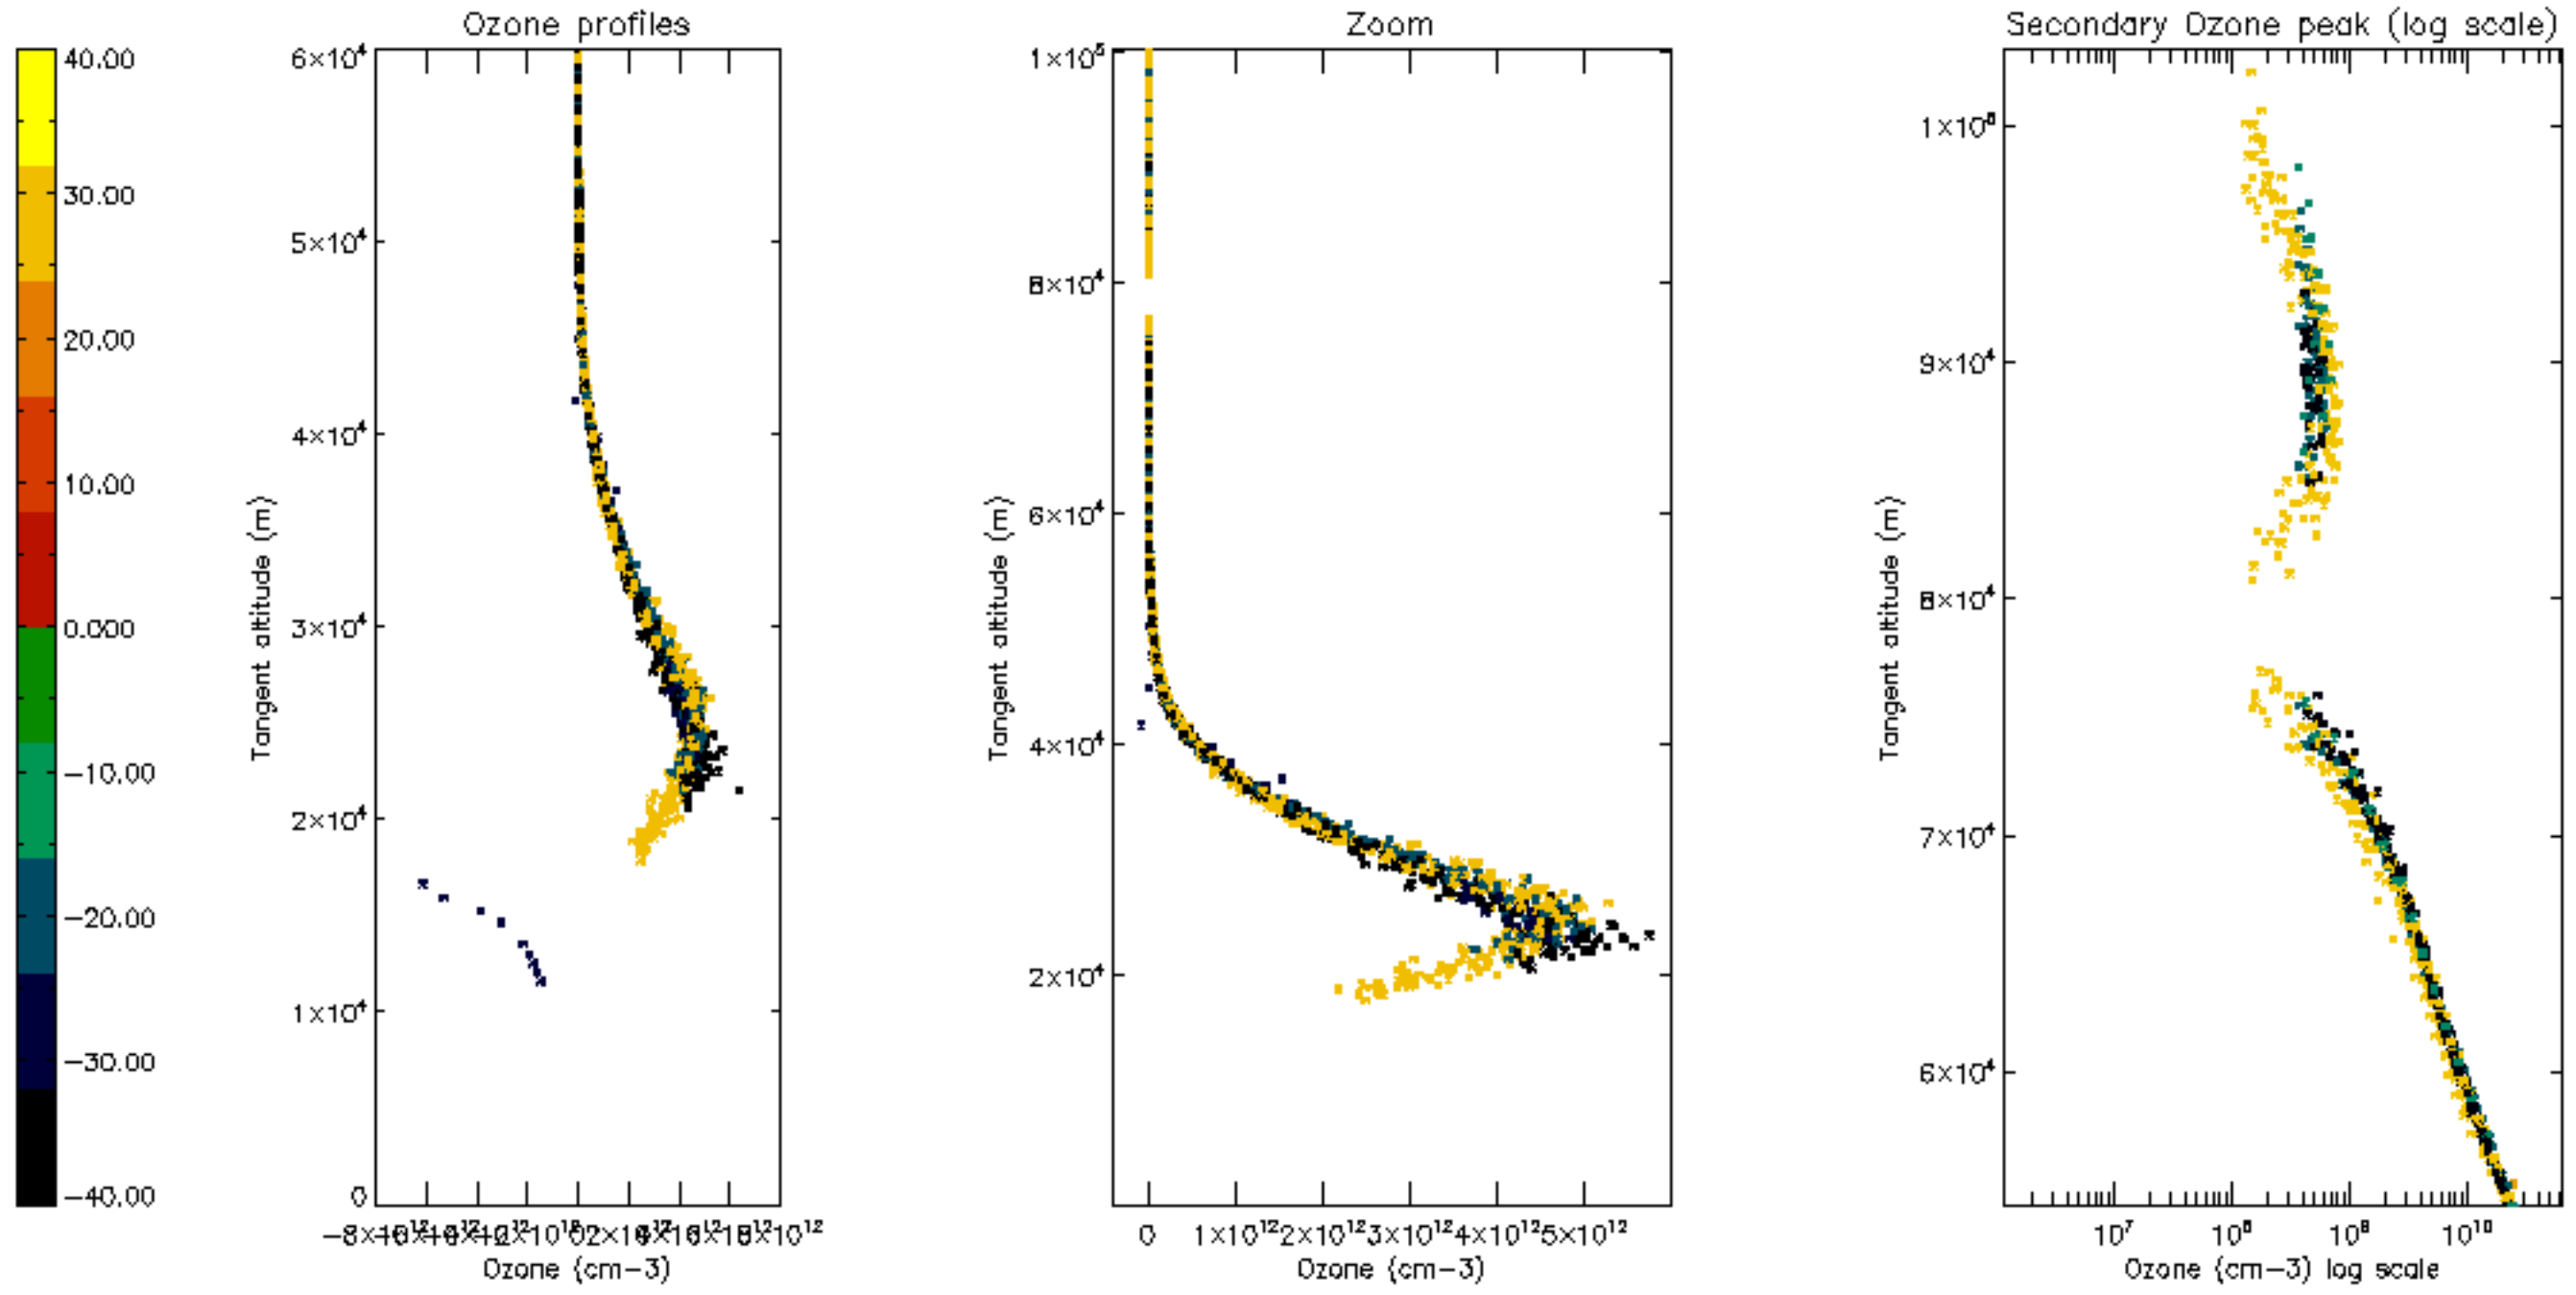 Ozone profiles
Zoom
Secondary Ozone peak (log scale)
40.00
30.00
20.00
10.00
0.000
-10.00
-20.00
-30.00
-40.00
6×10⁴
5×10⁴
4×10⁴
3×10⁴
2×10⁴
1×10⁴
0
Tangent altitude (m)
Ozone (cm-3)
1×10⁵
8×10⁴
6×10⁴
4×10⁴
2×10⁴
Tangent altitude (m)
0 1×10¹² 2×10¹² 3×10¹² 4×10¹² 5×10¹²
Ozone (cm-3)
1×10⁵
9×10⁴
8×10⁴
7×10⁴
6×10⁴
Tangent altitude (m)
10⁷ 10⁸ 10⁹ 10¹⁰
Ozone (cm-3) log scale